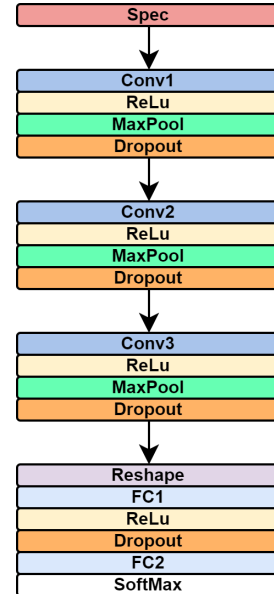 Spec
Conv1
ReLu
MaxPool
Dropout
Conv2
ReLu
MaxPool
Dropout
Conv3
ReLu
MaxPool
Dropout
Reshape
FC1
ReLu
Dropout
FC2
SoftMax